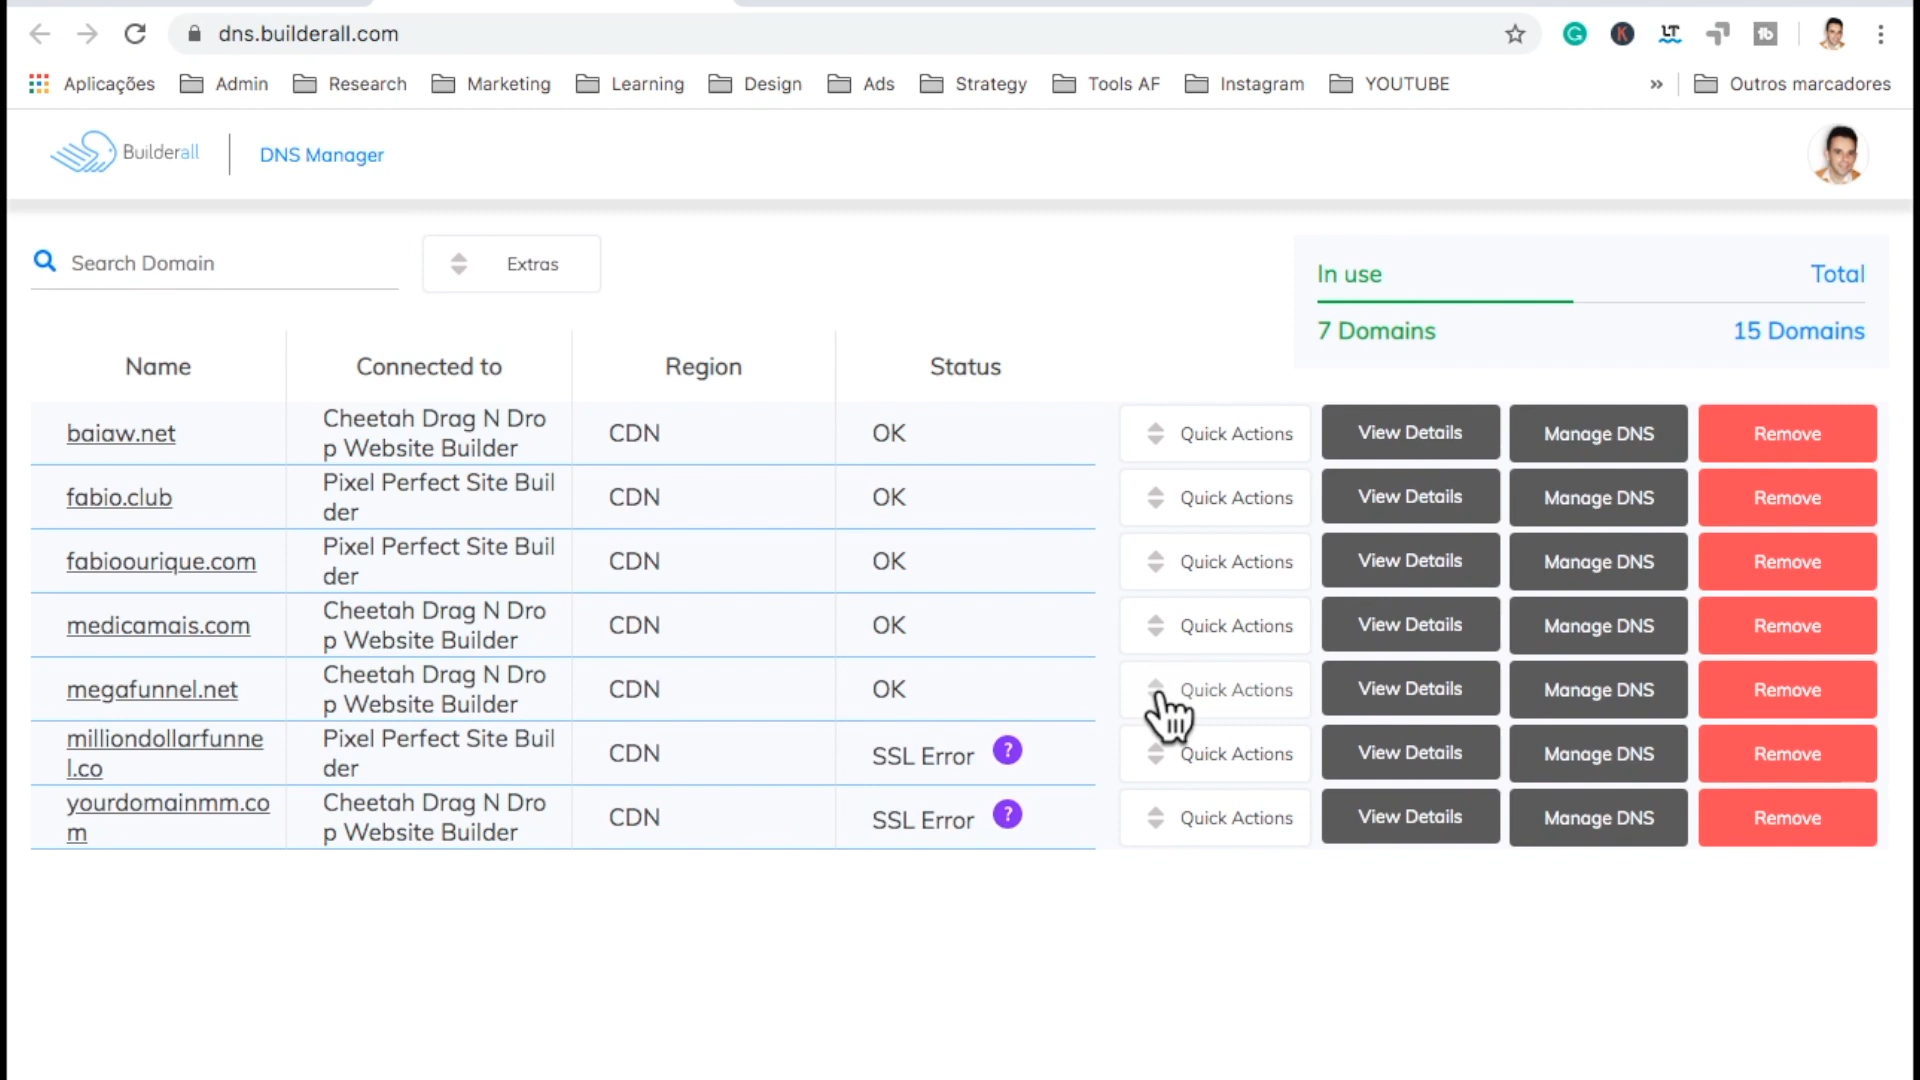 dns.builderall.com
Aplicações Admin Research Marketing Learning Design Ads Strategy Tools AF Instagram YOUTUBE » Outros marcadores
Builderall DNS Manager
Search Domain Extras
In use Total
7 Domains 15 Domains
Name Connected to Region Status
baiaw.net Cheetah Drag N Dro CDN OK Quick Actions View Details Manage DNS Remove
p Website Builder
fabio.club Pixel Perfect Site Buil CDN OK Quick Actions View Details Manage DNS Remove
der
fabioourique.com Pixel Perfect Site Buil CDN OK Quick Actions View Details Manage DNS Remove
der
medicamais.com Cheetah Drag N Dro CDN OK Quick Actions View Details Manage DNS Remove
p Website Builder
megafunnel.net Cheetah Drag N Dro CDN OK Quick Actions View Details Manage DNS Remove
p Website Builder
milliondollarfunne Pixel Perfect Site Buil CDN SSL Error ? Quick Actions View Details Manage DNS Remove
l.co der
yourdomainmm.co Cheetah Drag N Dro CDN SSL Error ? Quick Actions View Details Manage DNS Remove
m p Website Builder